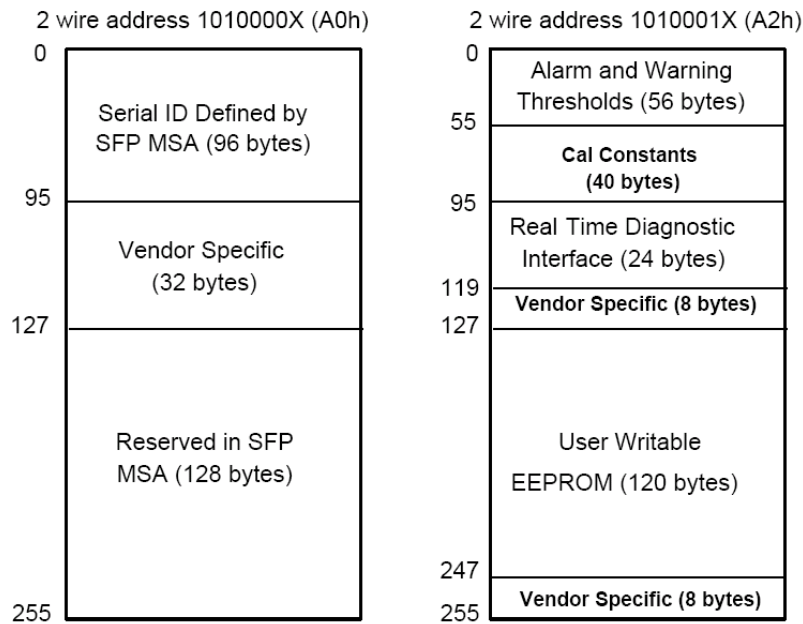 2 wire address 1010000X (A0h)
0
Serial ID Defined by
SFP MSA (96 bytes)
95
Vendor Specific
(32 bytes)
127
Reserved in SFP
MSA (128 bytes)
255
2 wire address 1010001X (A2h)
0
Alarm and Warning
Thresholds (56 bytes)
55
Cal Constants
(40 bytes)
95
Real Time Diagnostic
Interface (24 bytes)
119
Vendor Specific (8 bytes)
127
User Writable
EEPROM (120 bytes)
247
Vendor Specific (8 bytes)
255